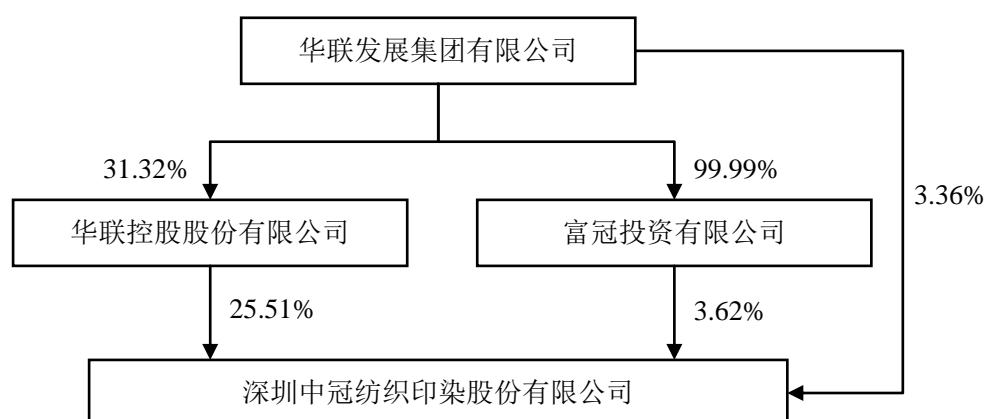 华联发展集团有限公司
31.32%
99.99%
3.36%
华联控股股份有限公司
富冠投资有限公司
25.51%
3.62%
深圳中冠纺织印染股份有限公司